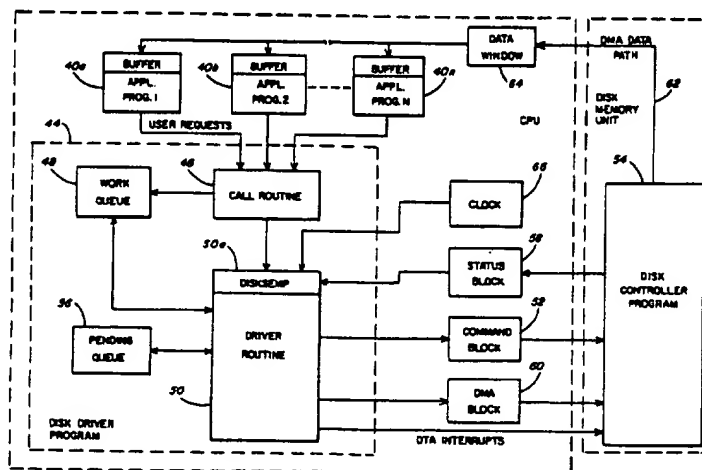 DATA
WINDOW
DMA DATA
PATH
40a
BUFFER
APPL.
PROG. 1
40b
BUFFER
APPL.
PROG. 2
BUFFER
APPL.
PROG. N
40n
64
62
DISK
MEMORY
UNIT
CPU
USER REQUESTS
44
48
WORK
QUEUE
46
CALL ROUTINE
66
CLOCK
54
50a
DISKSEMP
58
STATUS
BLOCK
DISK
CONTROLLER
PROGRAM
56
PENDING
QUEUE
DRIVER
ROUTINE
52
COMMAND
BLOCK
50
60
DMA
BLOCK
DISK DRIVER
PROGRAM
DTA INTERRUPTS